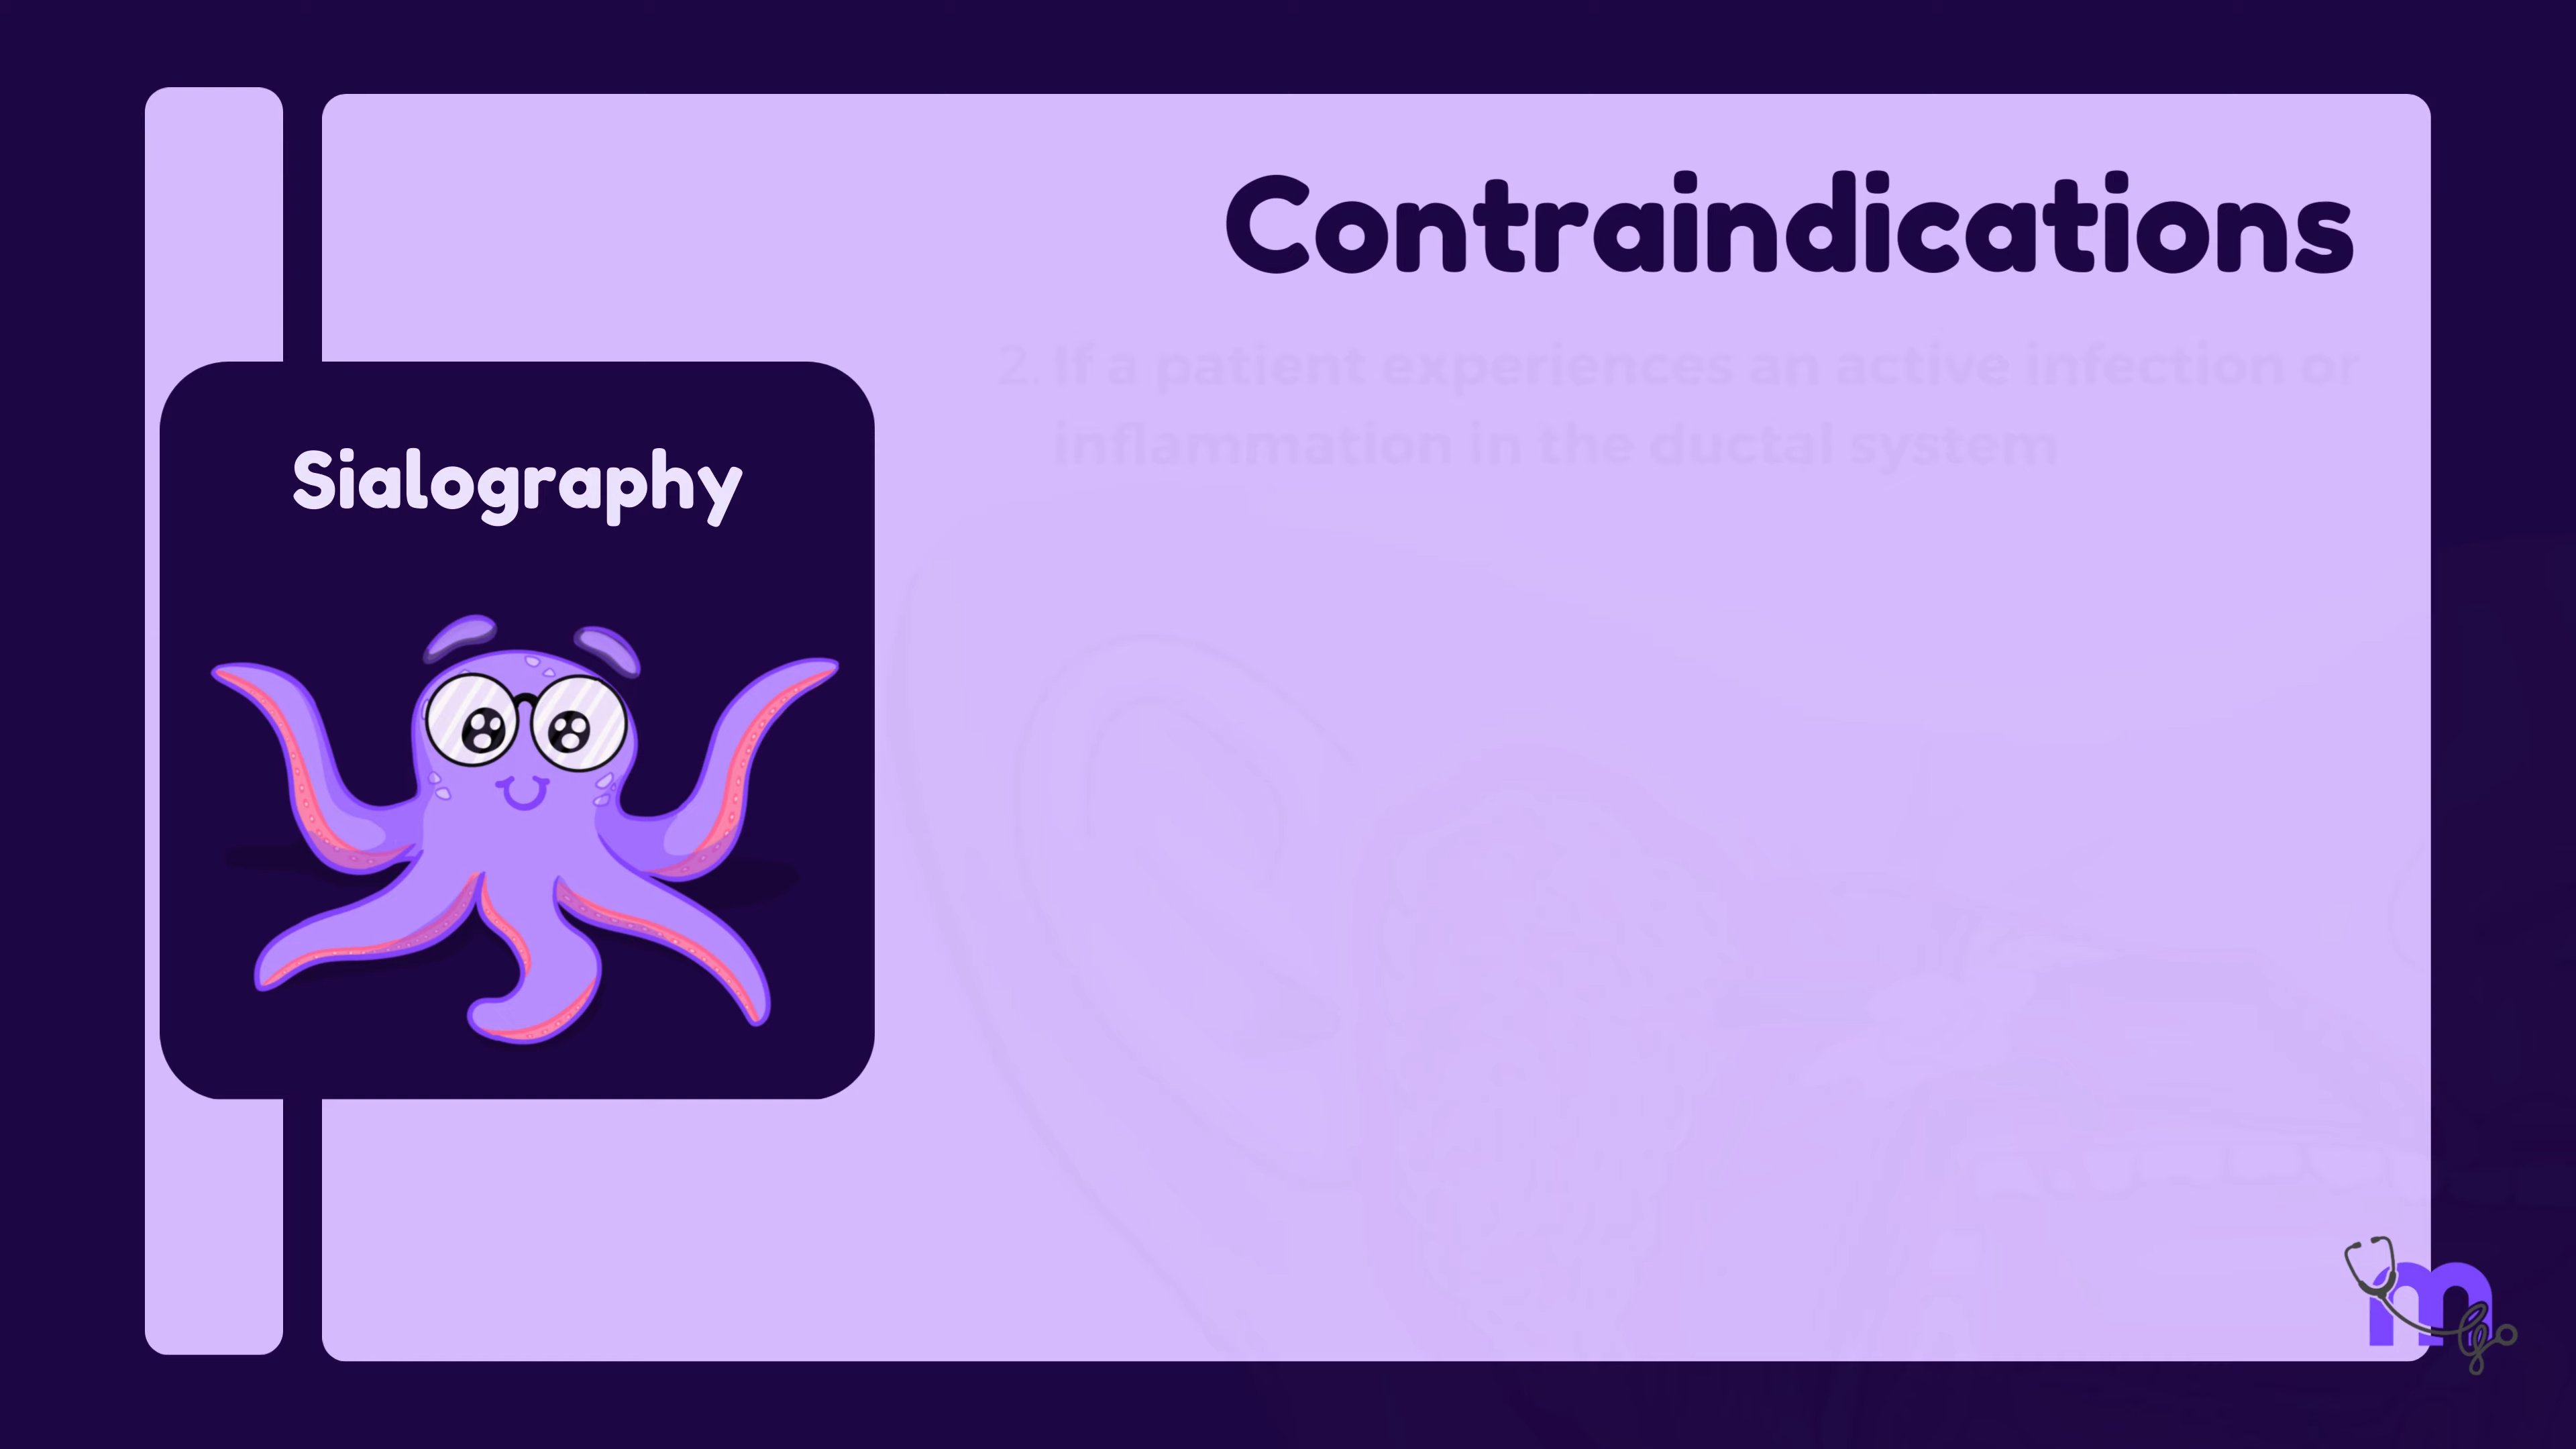 Contraindications
2. If a patient experiences an active infection or
inflammation in the ductal system
Sialography
m